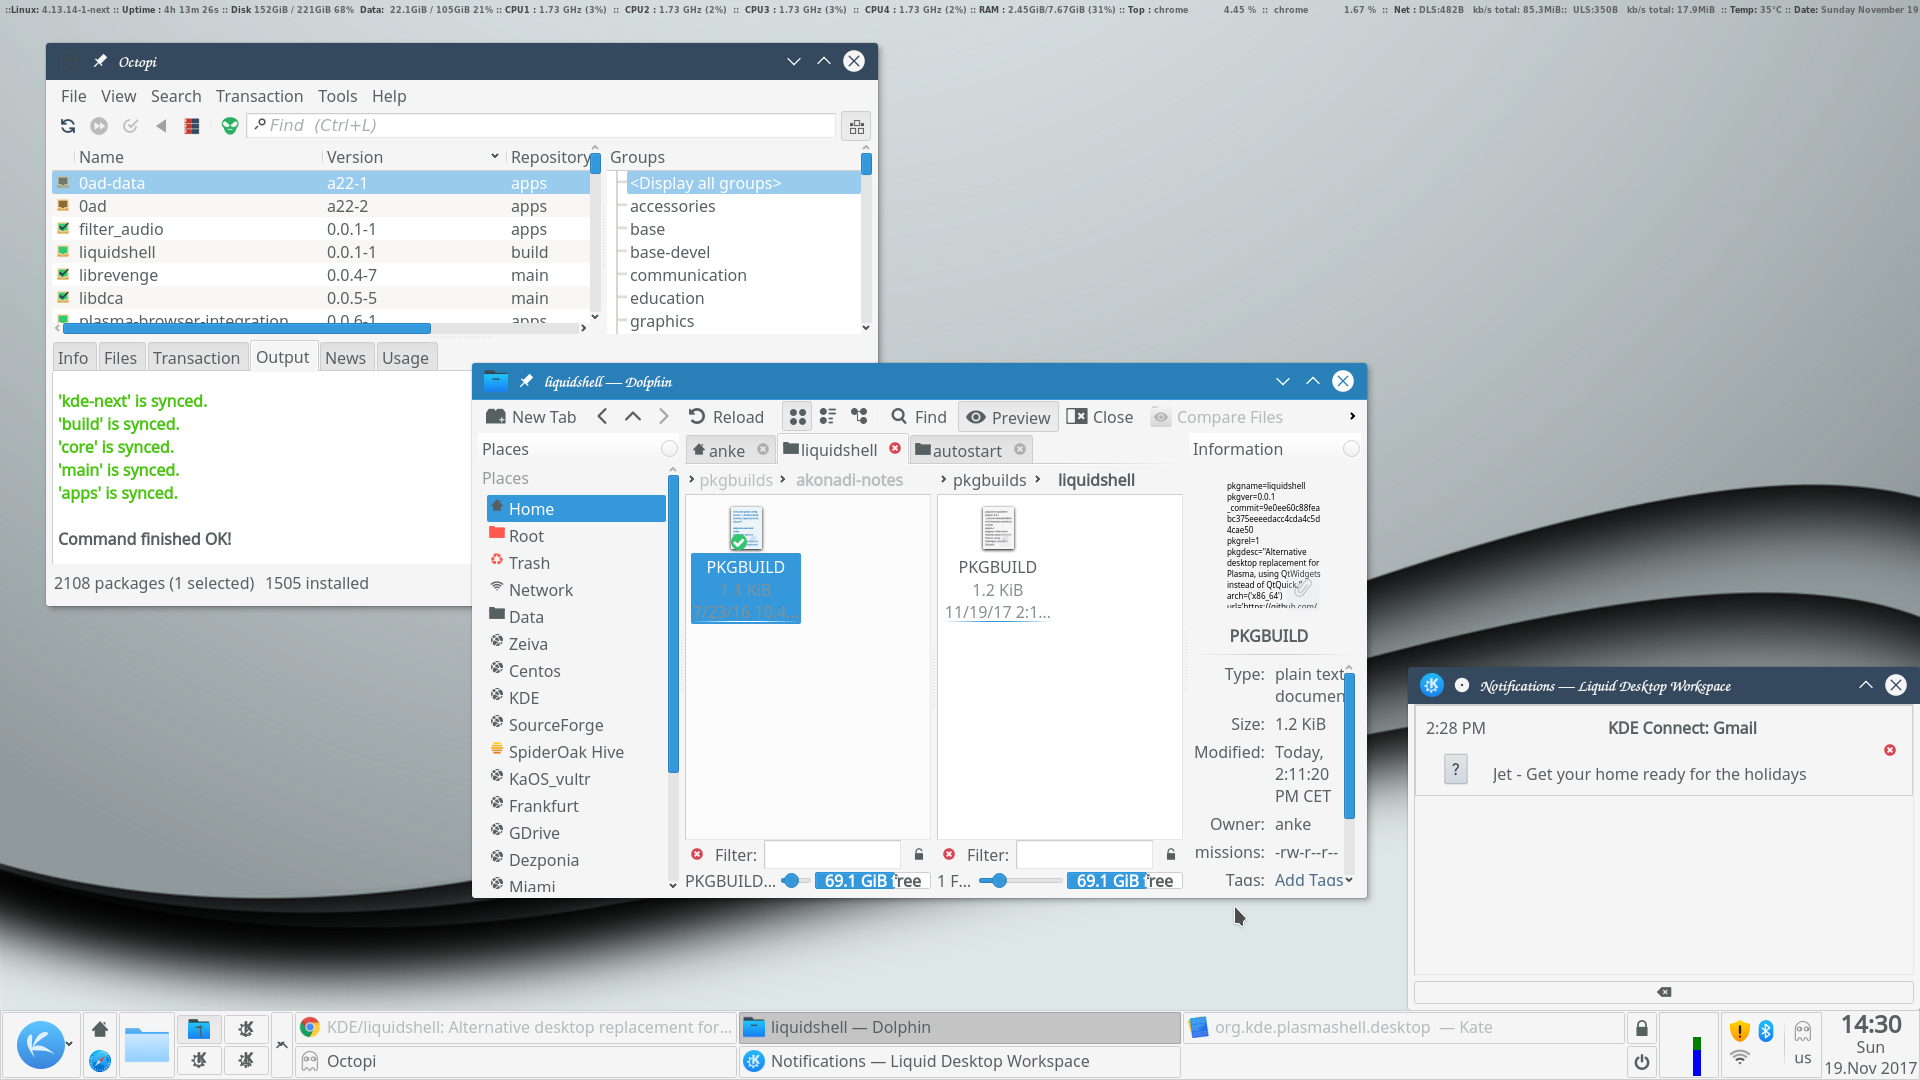 ::Linux: 4.13.14-1-next :: Uptime : 4h 13m 26s :: Disk 152GiB / 221GiB 68% Data: 22.1GiB / 105GiB 21% :: CPU1 : 1.73 GHz (3%) :: CPU2 : 1.73 GHz (2%) :: CPU3 : 1.73 GHz (3%) :: CPU4 : 1.73 GHz (2%) :: RAM : 2.45GiB/7.67GiB (31%) :: Top : chrome 4.45 % :: chrome 1.67 % :: Net : DLS:482B kb/s total: 85.3MiB:: ULS:350B kb/s total: 17.9MiB :: Temp: 35°C :: Date: Sunday November 19
Octopi
File View Search Transaction Tools Help
Find (Ctrl+L)
Name Version Repository
0ad-data a22-1 apps
0ad a22-2 apps
filter_audio 0.0.1-1 apps
liquidshell 0.0.1-1 build
librevenge 0.0.4-7 main
libdca 0.0.5-5 main
plasma-browser-integration 0.0.6-1 apps
Groups
<Display all groups>
accessories
base
base-devel
communication
education
graphics
Info Files Transaction Output News Usage
'kde-next' is synced.
'build' is synced.
'core' is synced.
'main' is synced.
'apps' is synced.
Command finished OK!
2108 packages (1 selected) 1505 installed
liquidshell — Dolphin
New Tab Reload Find Preview Close Compare Files
Places
Places
Home
Root
Trash
Network
Data
Zeiva
Centos
KDE
SourceForge
SpiderOak Hive
KaOS_vultr
Frankfurt
GDrive
Dezponia
Miami
anke liquidshell autostart
pkgbuilds akonadi-notes
PKGBUILD
1.1 KiB
7/23/16 10:4...
Filter:
PKGBUILD... 69.1 GiB free
pkgbuilds liquidshell
PKGBUILD
1.2 KiB
11/19/17 2:1...
Filter:
1 F... 69.1 GiB free
Information
pkgname=liquidshell
pkgver=0.0.1
_commit=9e0ee60c88fea
bc375eeeedacc4cda4c5d
4cae50
pkgrel=1
pkgdesc="Alternative
desktop replacement for
Plasma, using QtWidgets
instead of QtQuick"
arch=('x86_64')
url='https://github.com/
PKGBUILD
Type: plain text
documen
Size: 1.2 KiB
Modified: Today,
2:11:20
PM CET
Owner: anke
missions: -rw-r--r--
Tags: Add Tags
Notifications — Liquid Desktop Workspace
2:28 PM KDE Connect: Gmail
? Jet - Get your home ready for the holidays
1
KDE/liquidshell: Alternative desktop replacement for...
Octopi
liquidshell — Dolphin
Notifications — Liquid Desktop Workspace
org.kde.plasmashell.desktop — Kate
us
14:30
Sun
19.Nov 2017